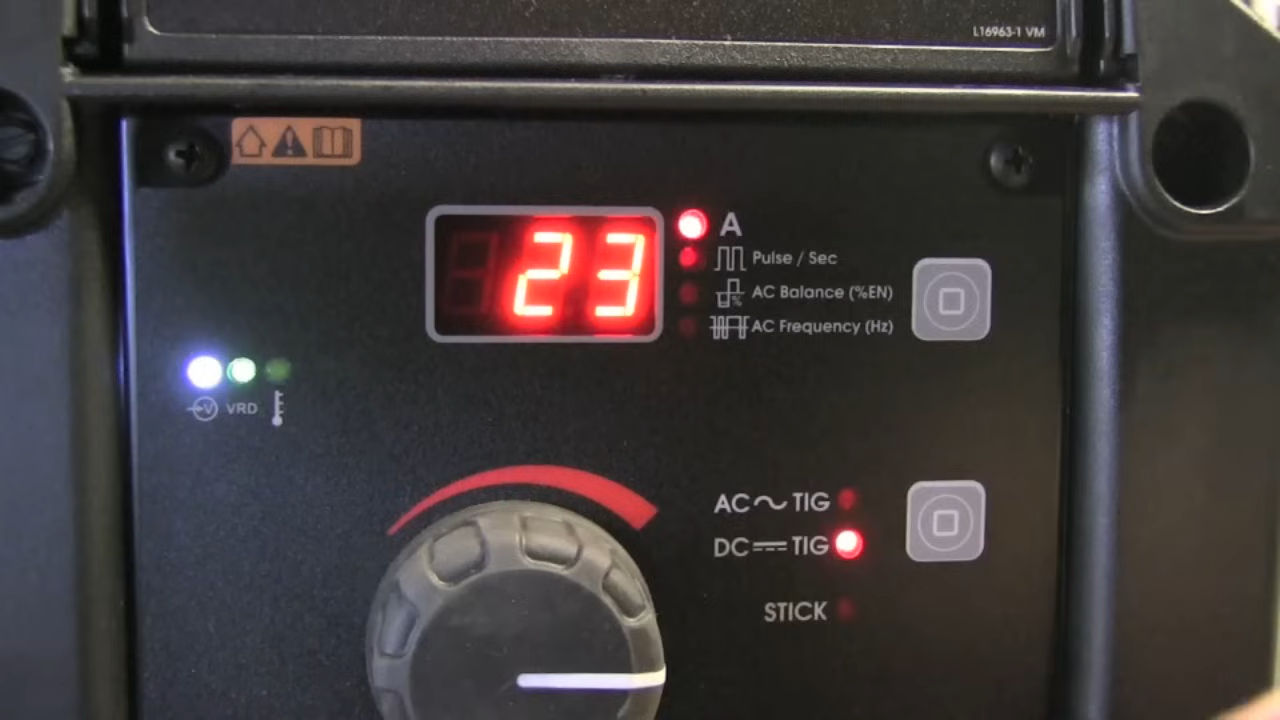 L16963-1 VM
23
A
Pulse / Sec
%
AC Balance (%EN)
AC Frequency (Hz)
V
VRD
AC TIG
DC TIG
STICK